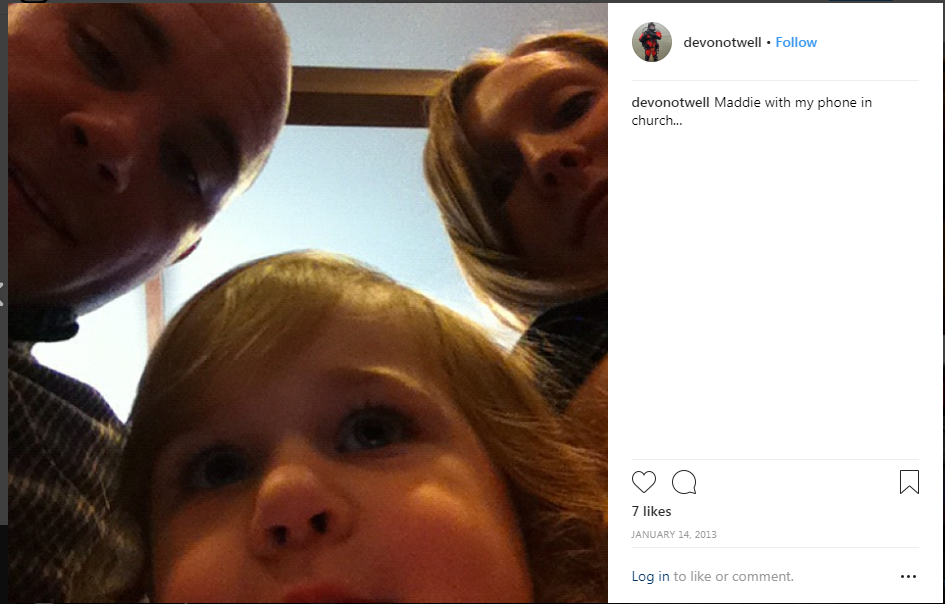 devonotwell • Follow
devonotwell Maddie with my phone in
church...
7 likes
JANUARY 14, 2013
Log in to like or comment.